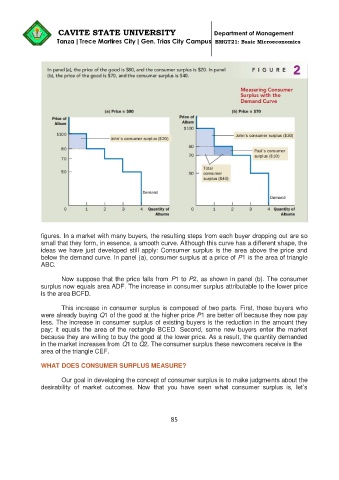 CAVITE STATE UNIVERSITY Department of Management
Tanza |Trece Martires City| Gen. Trias City Campus BMGT21: Basic Microeconomics
In panel (a), the price of the good is $80, and the consumer surplus is $20. In panel
(b), the price of the good is $70, and the consumer surplus is $40.
FIGURE 2
Measuring Consumer
Surplus with the
Demand Curve
(a) Price = $80
Price of
Album
$100
80
70
50
John's consumer surplus ($20)
Demand
0 1 2 3 4 Quantity of
Albums
(b) Price = $70
Price of
Album
$100
80
70
50
John's consumer surplus ($30)
Paul's consumer
surplus ($10)
Total
consumer
surplus ($40)
Demand
0 1 2 3 4 Quantity of
Albums
figures. In a market with many buyers, the resulting steps from each buyer dropping out are so
small that they form, in essence, a smooth curve. Although this curve has a different shape, the
ideas we have just developed still apply: Consumer surplus is the area above the price and
below the demand curve. In panel (a), consumer surplus at a price of P1 is the area of triangle
ABC.
Now suppose that the price falls from P1 to P2, as shown in panel (b). The consumer
surplus now equals area ADF. The increase in consumer surplus attributable to the lower price
is the area BCFD.
This increase in consumer surplus is composed of two parts. First, those buyers who
were already buying Q1 of the good at the higher price P1 are better off because they now pay
less. The increase in consumer surplus of existing buyers is the reduction in the amount they
pay; it equals the area of the rectangle BCED. Second, some new buyers enter the market
because they are willing to buy the good at the lower price. As a result, the quantity demanded
in the market increases from Q1 to Q2. The consumer surplus these newcomers receive is the
area of the triangle CEF.
WHAT DOES CONSUMER SURPLUS MEASURE?
Our goal in developing the concept of consumer surplus is to make judgments about the
desirability of market outcomes. Now that you have seen what consumer surplus is, let's
85